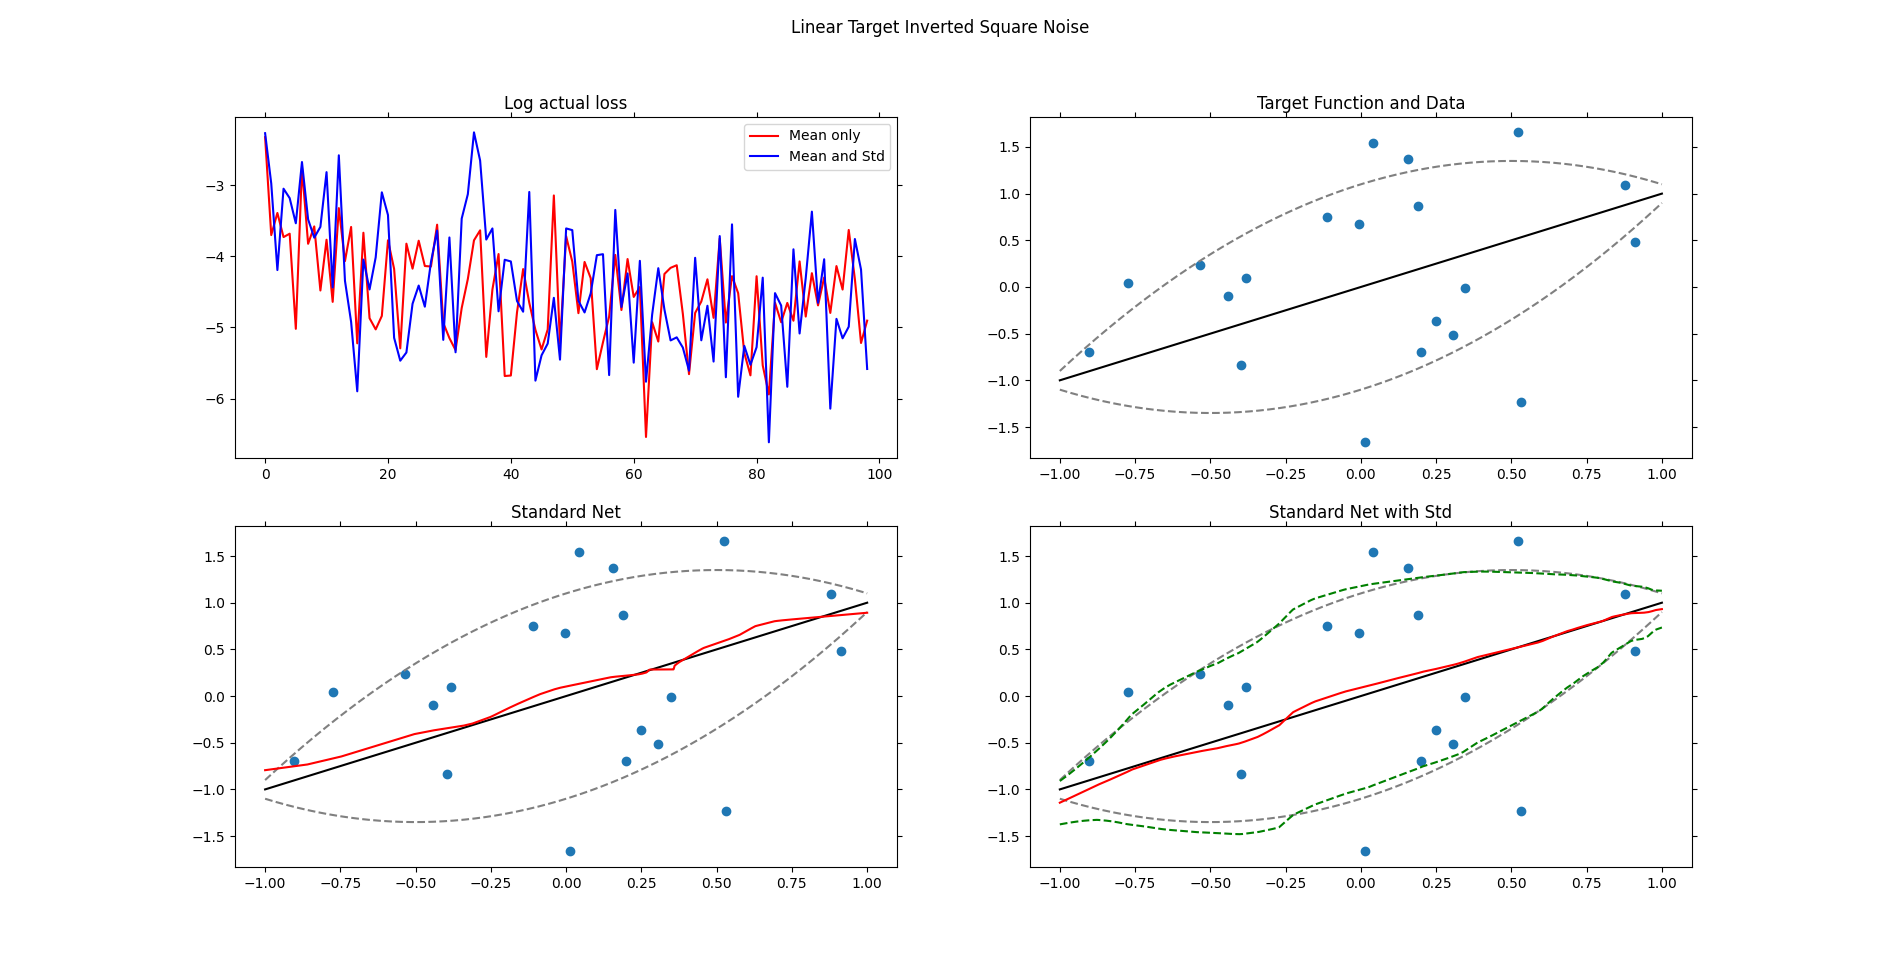 Linear Target Inverted Square Noise
Log actual loss
Mean only
Mean and Std
−3
−4
−5
−6
0 20 40 60 80 100
Target Function and Data
1.5
1.0
0.5
0.0
−0.5
−1.0
−1.5
−1.00 −0.75 −0.50 −0.25 0.00 0.25 0.50 0.75 1.00
Standard Net
1.5
1.0
0.5
0.0
−0.5
−1.0
−1.5
−1.00 −0.75 −0.50 −0.25 0.00 0.25 0.50 0.75 1.00
Standard Net with Std
1.5
1.0
0.5
0.0
−0.5
−1.0
−1.5
−1.00 −0.75 −0.50 −0.25 0.00 0.25 0.50 0.75 1.00